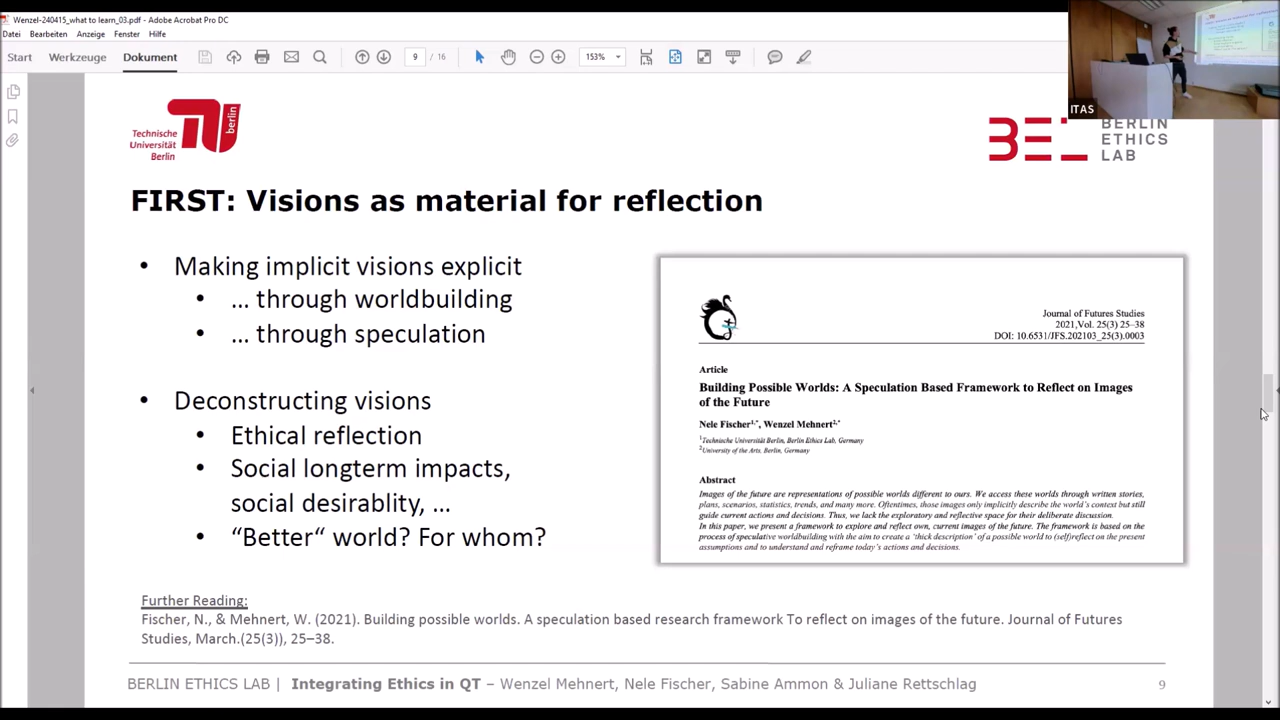 Wenzel-240415_what to learn_03.pdf - Adobe Acrobat Pro DC
Datei Bearbeiten Anzeige Fenster Hilfe
Start Werkzeuge Dokument 9 / 16 153%
ITAS
Technische
Universität
Berlin
berlin
BEL
BERLIN
ETHICS
LAB
FIRST: Visions as material for reflection
• Making implicit visions explicit
• ... through worldbuilding
• ... through speculation
• Deconstructing visions
• Ethical reflection
• Social longterm impacts,
social desirablity, ...
• “Better“ world? For whom?
Journal of Futures Studies
2021,Vol. 25(3) 25–38
DOI: 10.6531/JFS.202103_25(3).0003
Article
Building Possible Worlds: A Speculation Based Framework to Reflect on Images
of the Future
Nele Fischer1,*, Wenzel Mehnert2,*
1Technische Universität Berlin, Berlin Ethics Lab, Germany
2University of the Arts, Berlin, Germany
Abstract
Images of the future are representations of possible worlds different to ours. We access these worlds through written stories,
plans, scenarios, statistics, trends, and many more. Oftentimes, those images only implicitly describe the world's context but still
guide current actions and decisions. Thus, we lack the exploratory and reflective space for their deliberate discussion.
In this paper, we present a framework to explore and reflect own, current images of the future. The framework is based on the
process of speculative worldbuilding with the aim to create a ‘thick description’ of a possible world to (self)reflect on the present
assumptions and to understand and reframe today's actions and decisions.
Further Reading:
Fischer, N., & Mehnert, W. (2021). Building possible worlds. A speculation based research framework To reflect on images of the future. Journal of Futures
Studies, March.(25(3)), 25–38.
BERLIN ETHICS LAB | Integrating Ethics in QT – Wenzel Mehnert, Nele Fischer, Sabine Ammon & Juliane Rettschlag 9